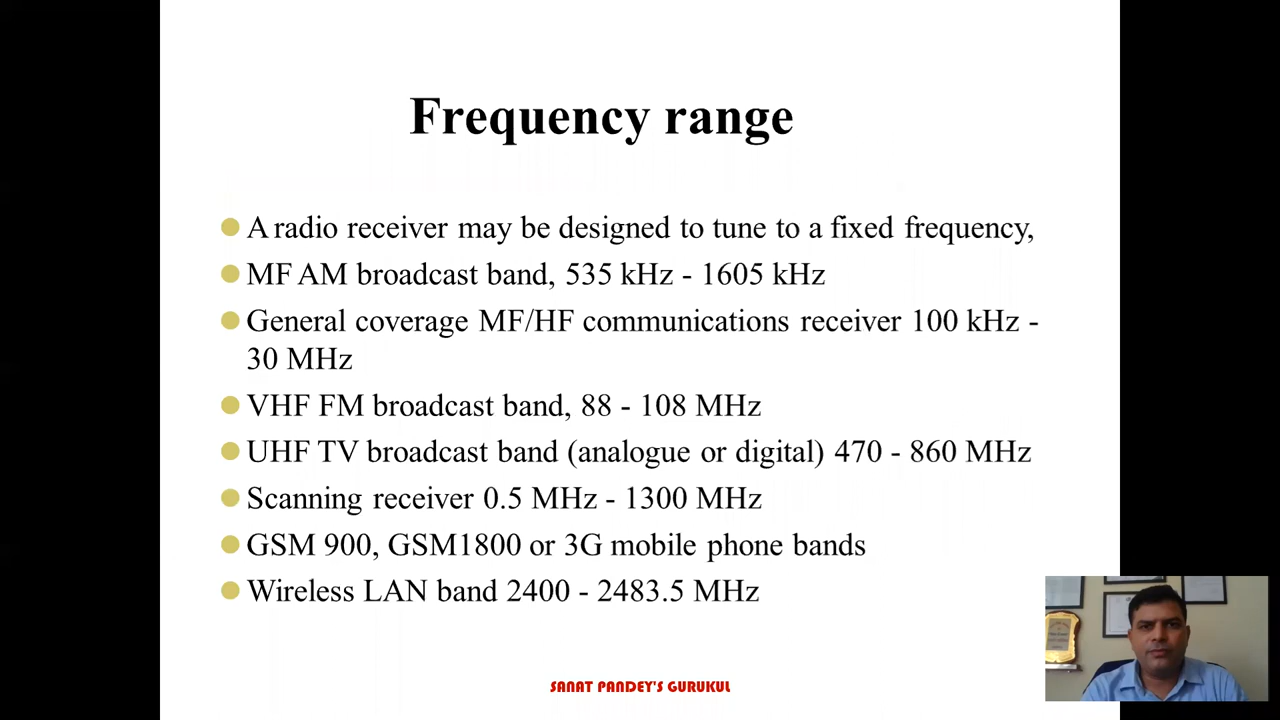 Frequency range
A radio receiver may be designed to tune to a fixed frequency,
MF AM broadcast band, 535 kHz - 1605 kHz
General coverage MF/HF communications receiver 100 kHz -
30 MHz
VHF FM broadcast band, 88 - 108 MHz
UHF TV broadcast band (analogue or digital) 470 - 860 MHz
Scanning receiver 0.5 MHz - 1300 MHz
GSM 900, GSM1800 or 3G mobile phone bands
Wireless LAN band 2400 - 2483.5 MHz
SANAT PANDEY'S GURUKUL